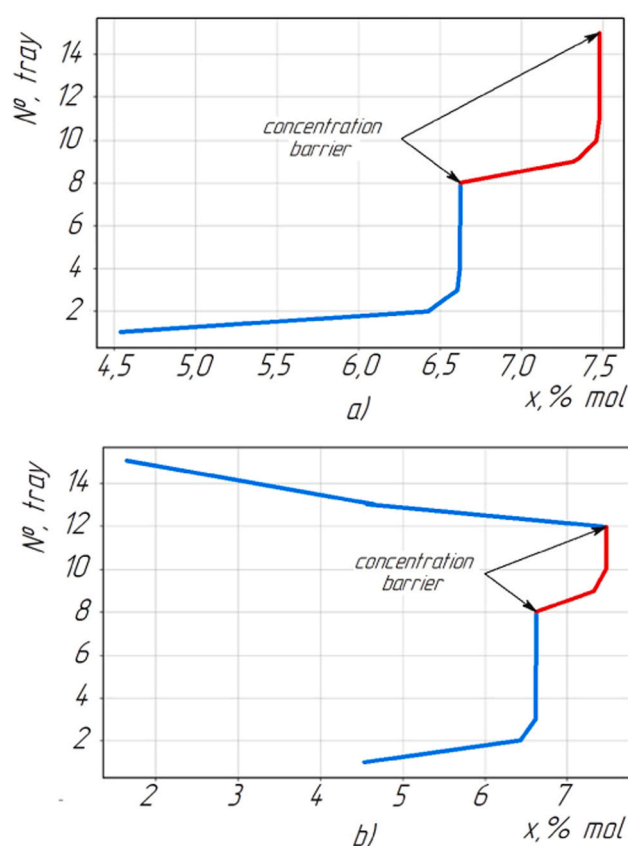 Nº, tray
14
12
10
8
6
4
2
concentration
barrier
4,5
5,0
5,5
6,0
6,5
7,0
7,5
a)
x,% mol
Nº, tray
14
12
10
8
6
4
2
concentration
barrier
2
3
4
5
6
7
b)
x,% mol